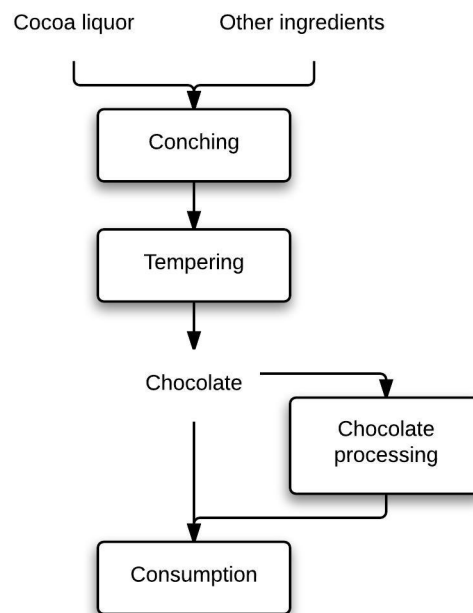 Cocoa liquor
Other ingredients
Conching
Tempering
Chocolate
Chocolate
processing
Consumption